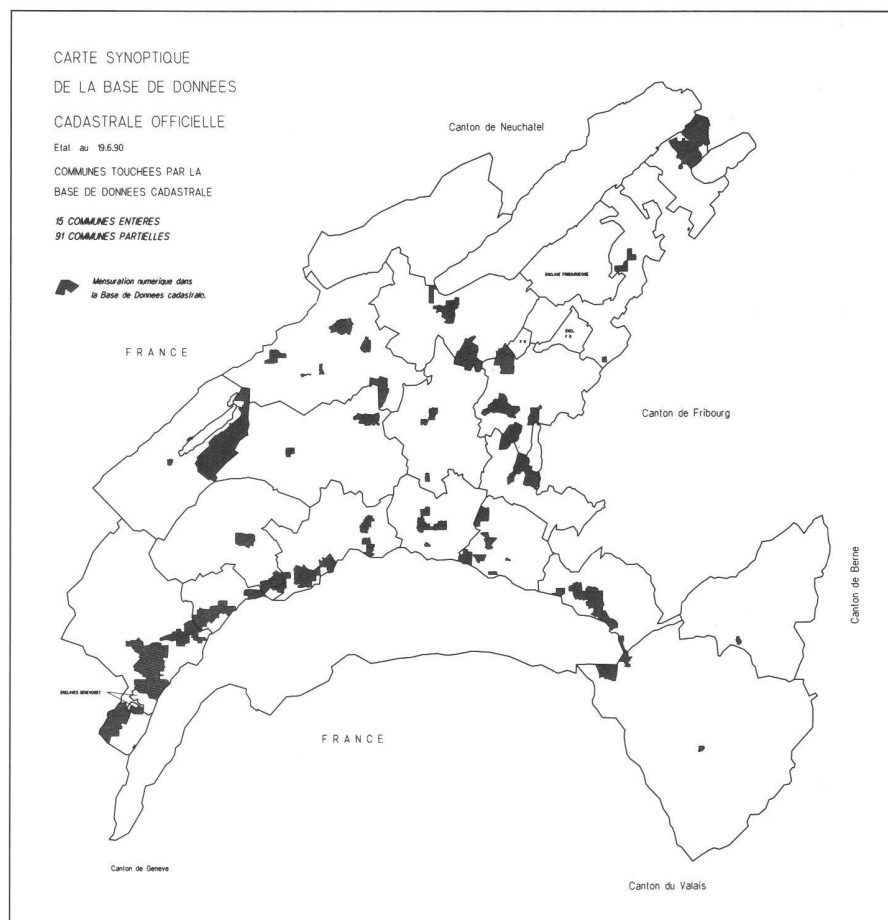 CARTE SYNOPTIQUE
DE LA BASE DE DONNEES
CADASTRALE OFFICIELLE
Etat au 19.6.90
COMMUNES TOUCHEES PAR LA
BASE DE DONNEES CADASTRALE
15 COMMUNES ENTIERES
91 COMMUNES PARTIELLES
Mensuration numerique dans
la Base de Donnees cadastrale.
Canton de Neuchatel
ENCLAVE FRIBOURGEOISE
ENCL.
F R
F R
FRANCE
Canton de Fribourg
Canton de Berne
ENCLAVES GENEVOISES
FRANCE
Canton de Geneve
Canton du Valais